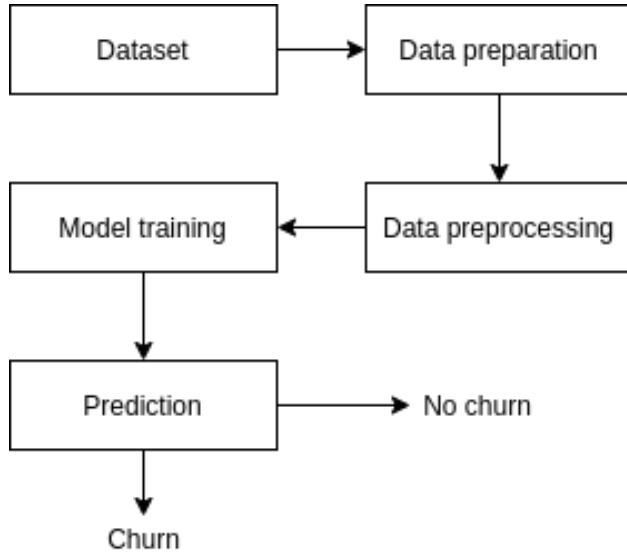 Dataset
Data preparation
Model training
Data preprocessing
Prediction
No churn
Churn